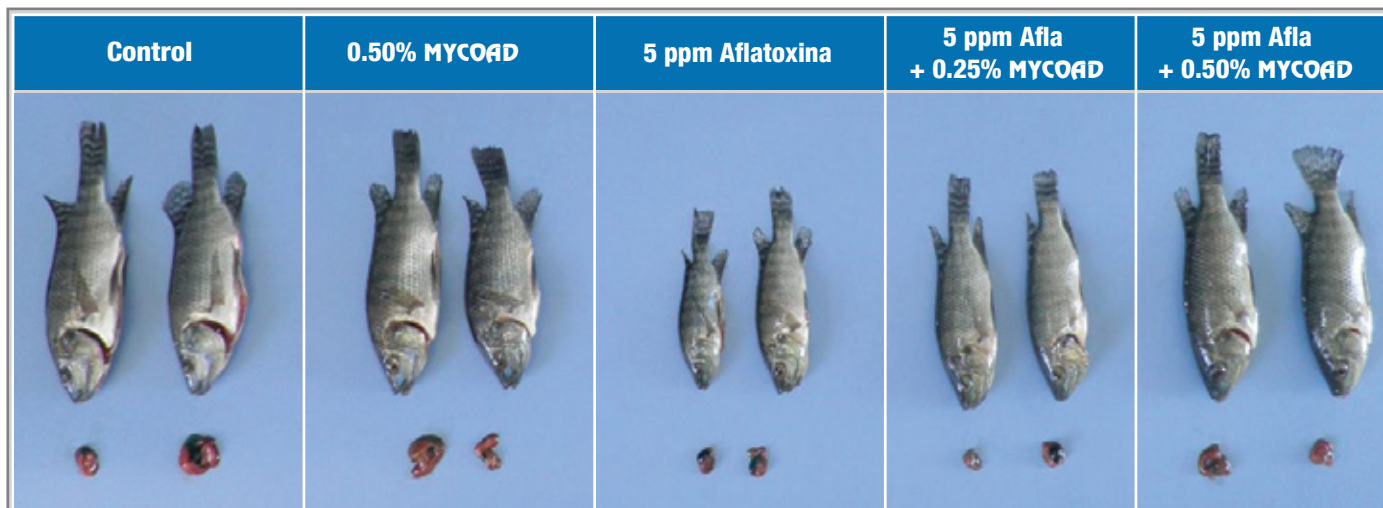 Control
0.50% MYCOAD
5 ppm Aflatoxina
5 ppm Afla
+ 0.25% MYCOAD
5 ppm Afla
+ 0.50% MYCOAD